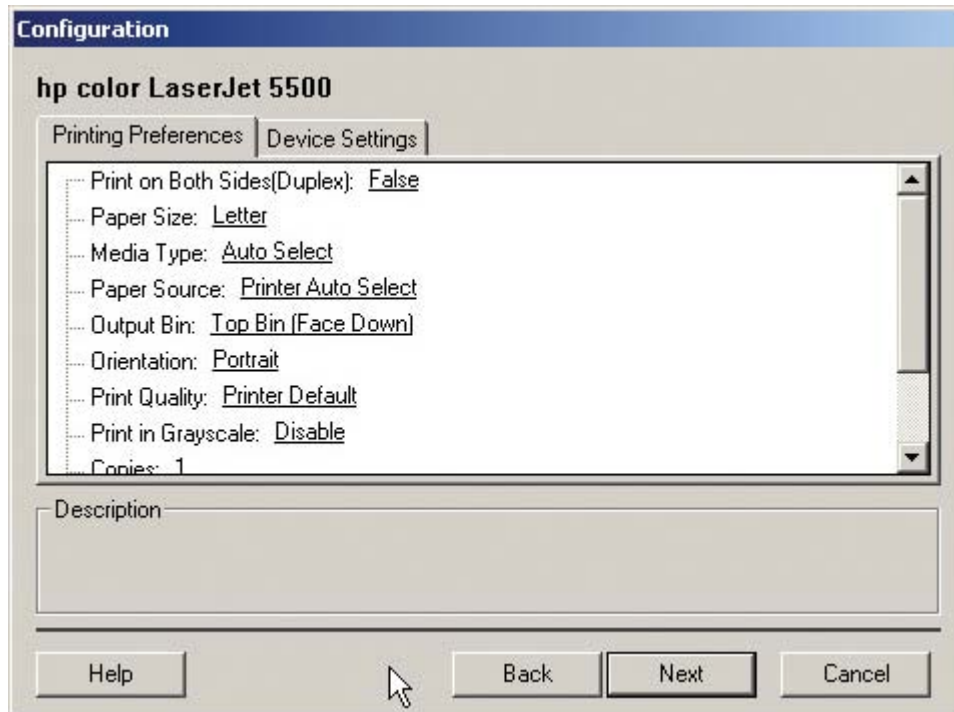 Configuration
hp color LaserJet 5500
Printing Preferences Device Settings
Print on Both Sides(Duplex): False
Paper Size: Letter
Media Type: Auto Select
Paper Source: Printer Auto Select
Output Bin: Top Bin (Face Down)
Orientation: Portrait
Print Quality: Printer Default
Print in Grayscale: Disable
Copies: 1
Description
Help Back Next Cancel